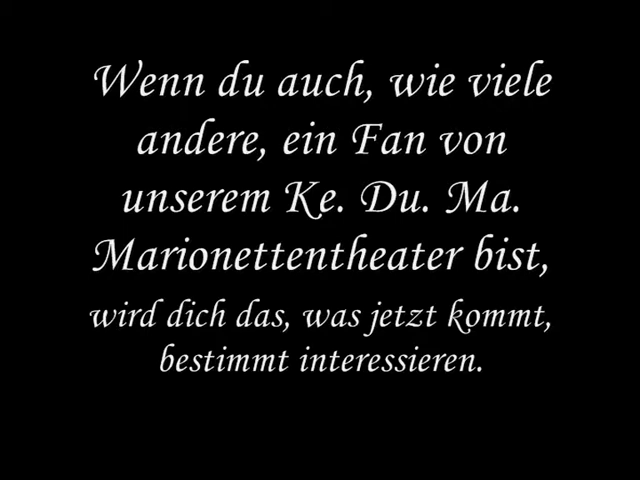 Wenn du auch, wie viele
andere, ein Fan von
unserem Ke. Du. Ma.
Marionettentheater bist,
wird dich das, was jetzt kommt,
bestimmt interessieren.